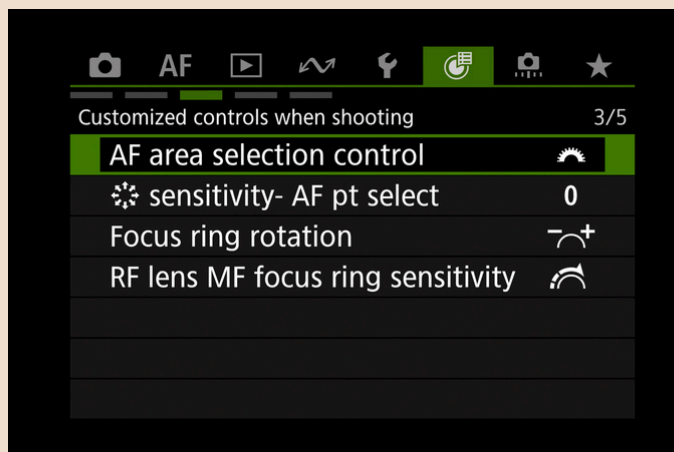 AF
Customized controls when shooting 3/5
AF area selection control
sensitivity- AF pt select 0
Focus ring rotation -+
RF lens MF focus ring sensitivity